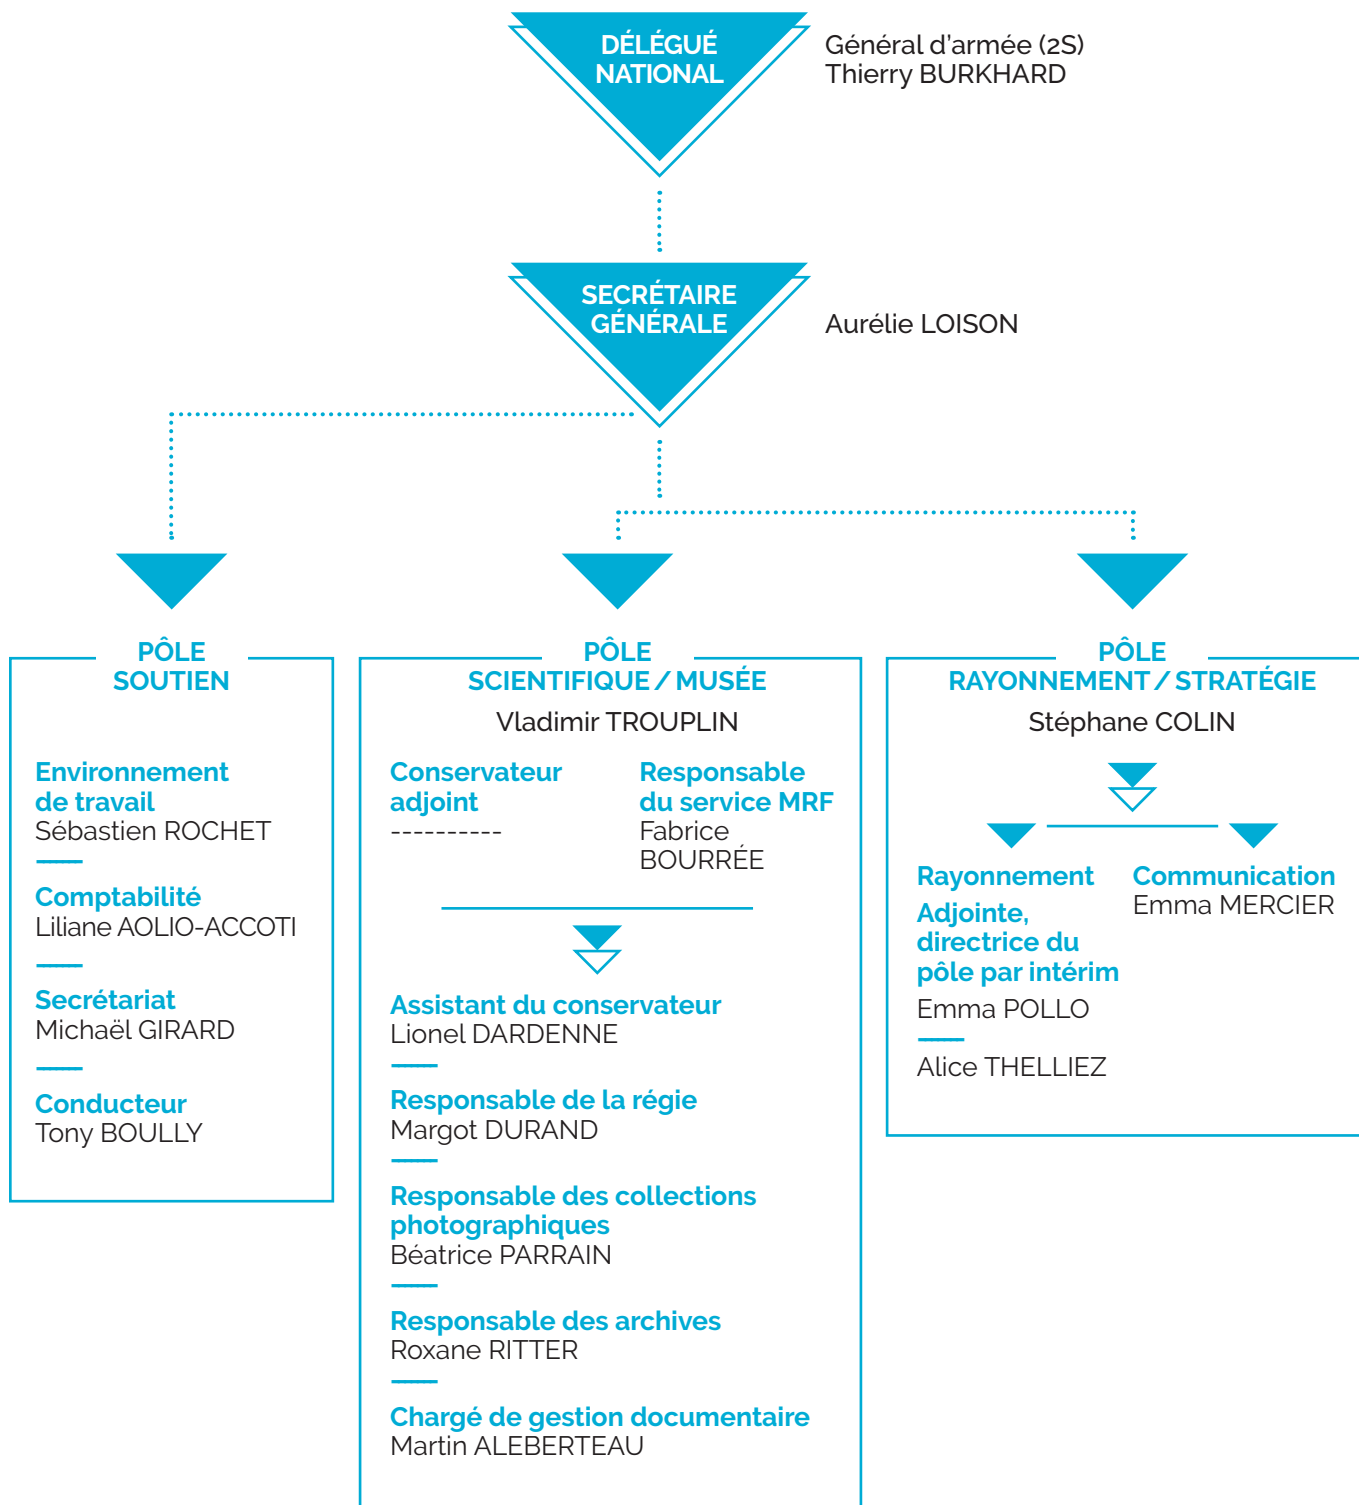 DÉLÉGUÉ
NATIONAL
Général d’armée (2S)
Thierry BURKHARD
SECRÉTAIRE
GÉNÉRALE
Aurélie LOISON
PÔLE
SOUTIEN
Environnement
de travail
Sébastien ROCHET
Comptabilité
Liliane AOLIO-ACCOTI
Secrétariat
Michaël GIRARD
Conducteur
Tony BOULLY
PÔLE
SCIENTIFIQUE / MUSÉE
Vladimir TROUPLIN
Conservateur
adjoint
----------
Responsable
du service MRF
Fabrice
BOURRÉE
Assistant du conservateur
Lionel DARDENNE
Responsable de la régie
Margot DURAND
Responsable des collections
photographiques
Béatrice PARRAIN
Responsable des archives
Roxane RITTER
Chargé de gestion documentaire
Martin ALEBERTEAU
PÔLE
RAYONNEMENT / STRATÉGIE
Stéphane COLIN
Rayonnement
Adjointe,
directrice du
pôle par intérim
Emma POLLO
Alice THELLIEZ
Communication
Emma MERCIER